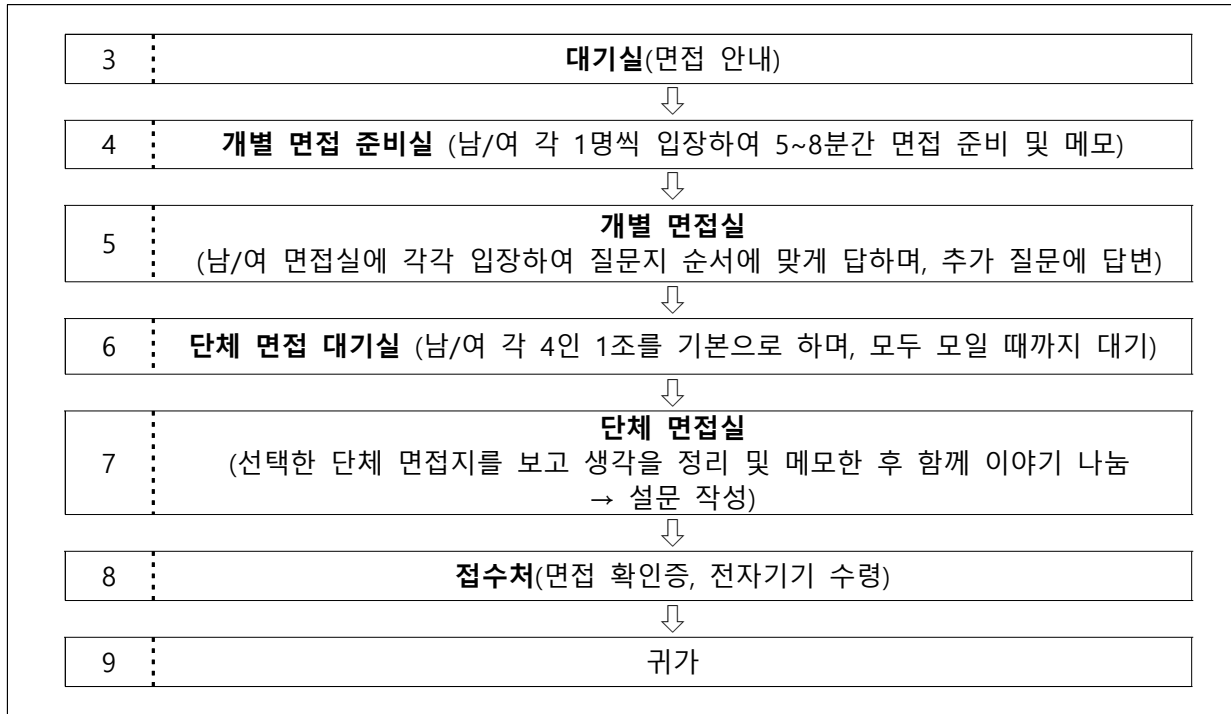 3 대기실(면접 안내)
⇩
4 개별 면접 준비실 (남/여 각 1명씩 입장하여 5~8분간 면접 준비 및 메모)
⇩
5 개별 면접실
(남/여 면접실에 각각 입장하여 질문지 순서에 맞게 답하며, 추가 질문에 답변)
⇩
6 단체 면접 대기실 (남/여 각 4인 1조를 기본으로 하며, 모두 모일 때까지 대기)
⇩
7 단체 면접실
(선택한 단체 면접지를 보고 생각을 정리 및 메모한 후 함께 이야기 나눔
→ 설문 작성)
⇩
8 접수처(면접 확인증, 전자기기 수령)
⇩
9 귀가